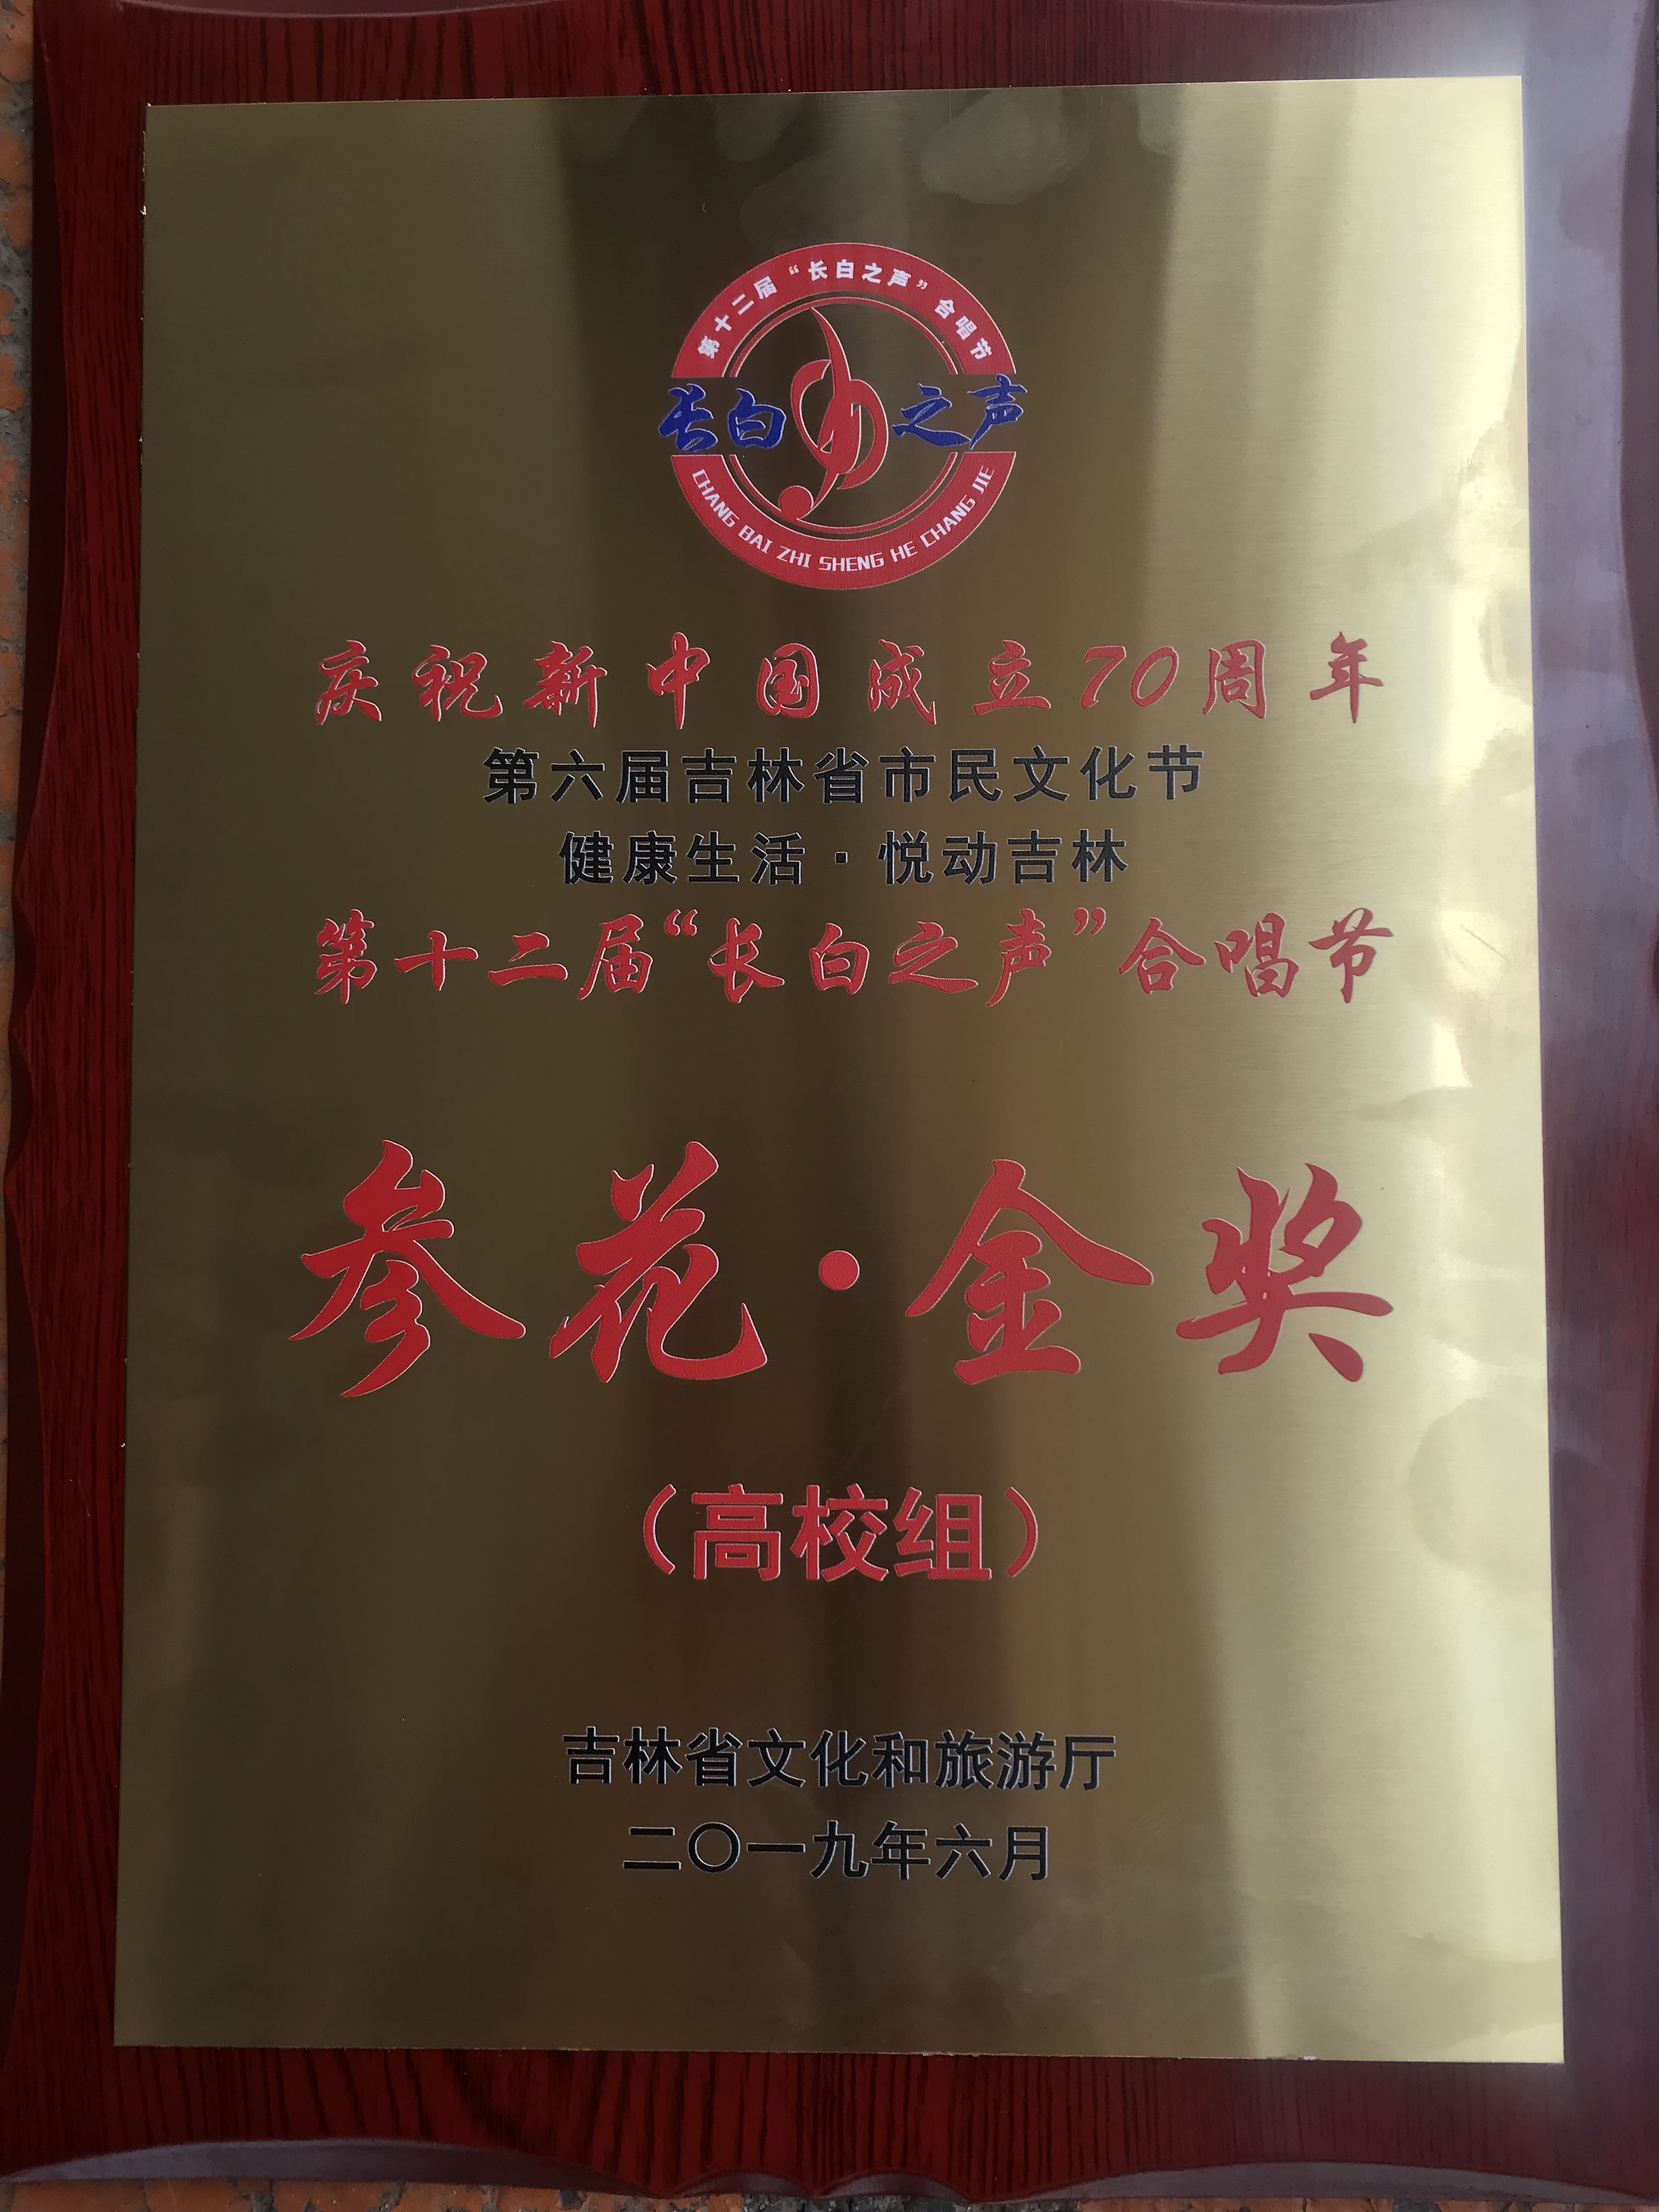 第十二届“长白之声”合唱节
长白之声
CHANG BAI ZHI SHENG HE CHANG JIE
庆祝新中国成立70周年
第六届吉林省市民文化节
健康生活·悦动吉林
第十二届“长白之声”合唱节
参花·金奖
（高校组）
吉林省文化和旅游厅
二〇一九年六月